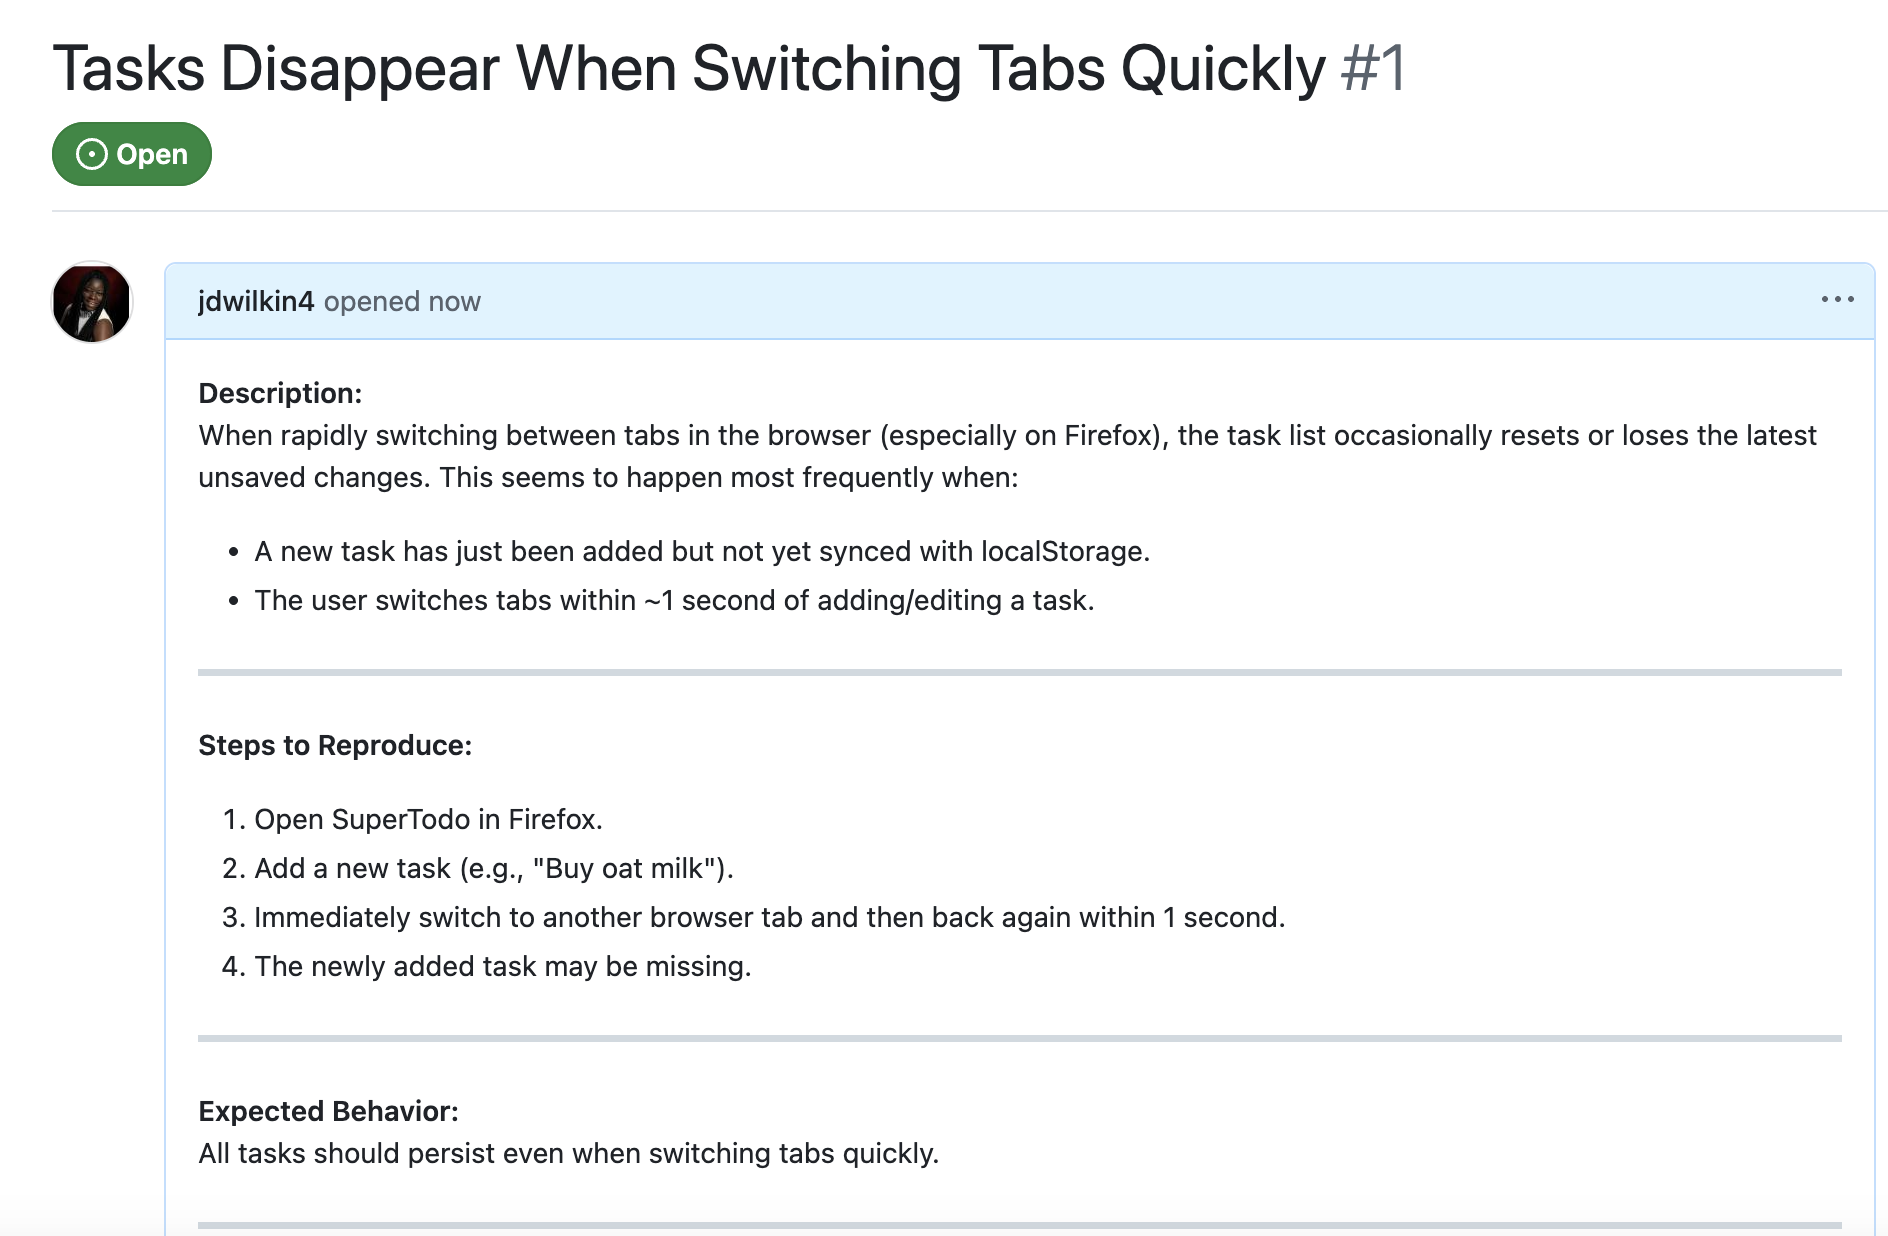 Tasks Disappear When Switching Tabs Quickly #1
Open
jdwilkin4 opened now
Description:
When rapidly switching between tabs in the browser (especially on Firefox), the task list occasionally resets or loses the latest
unsaved changes. This seems to happen most frequently when:
• A new task has just been added but not yet synced with localStorage.
• The user switches tabs within ~1 second of adding/editing a task.
Steps to Reproduce:
1. Open SuperTodo in Firefox.
2. Add a new task (e.g., "Buy oat milk").
3. Immediately switch to another browser tab and then back again within 1 second.
4. The newly added task may be missing.
Expected Behavior:
All tasks should persist even when switching tabs quickly.